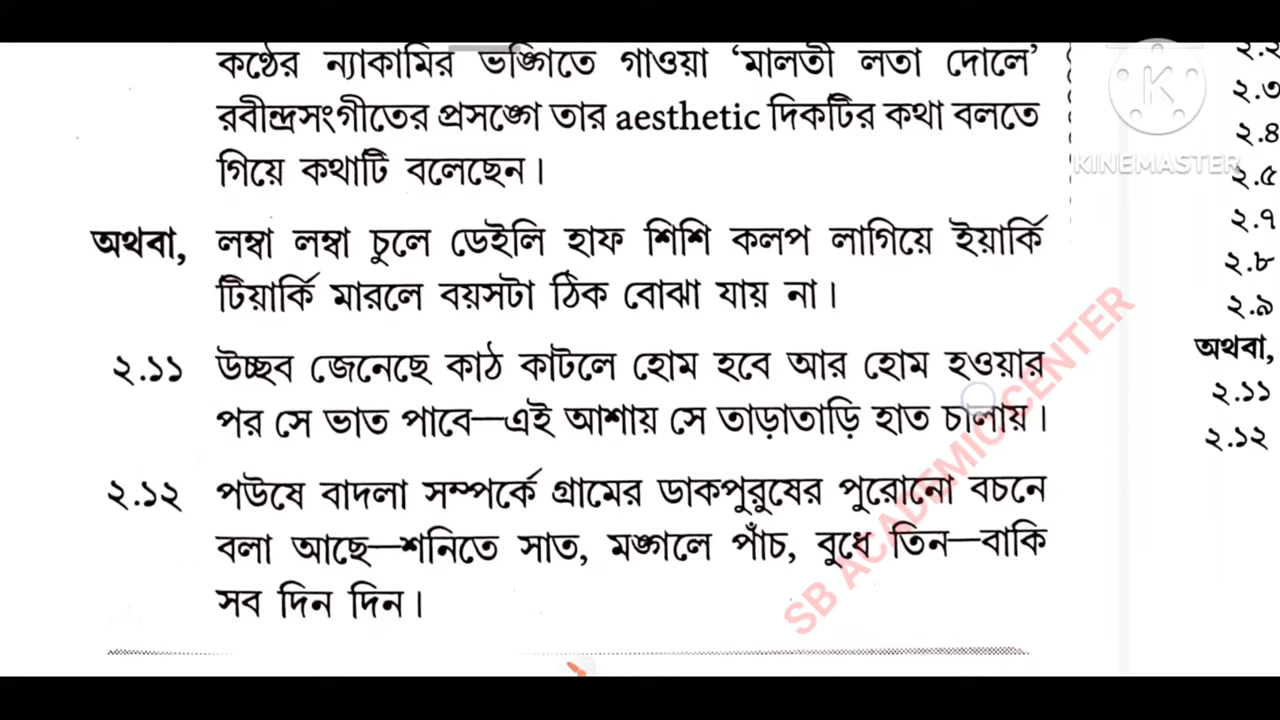 কণ্ঠের ন্যাকামির ভঙ্গিতে গাওয়া ‘মালতী লতা দোলে’
রবীন্দ্রসংগীতের প্রসঙ্গে তার aesthetic দিকটির কথা বলতে
গিয়ে কথাটি বলেছেন।
অথবা, লম্বা লম্বা চুলে ডেইলি হাফ শিশি কলপ লাগিয়ে ইয়ার্কি
টিয়ার্কি মারলে বয়সটা ঠিক বোঝা যায় না।
২.১১ উচ্ছব জেনেছে কাঠ কাটলে হোম হবে আর হোম হওয়ার
পর সে ভাত পাবে—এই আশায় সে তাড়াতাড়ি হাত চালায়।
২.১২ পউষে বাদলা সম্পর্কে গ্রামের ডাকপুরুষের পুরোনো বচনে
বলা আছে—শনিতে সাত, মঙ্গলে পাঁচ, বুধে তিন—বাকি
সব দিন দিন।
২.২
২.৩
২.৪
২.৫
২.৭
২.৮
২.৯
অথবা,
২.১১
২.১২
K
KINEMASTER
SB ACADEMIC CENTER